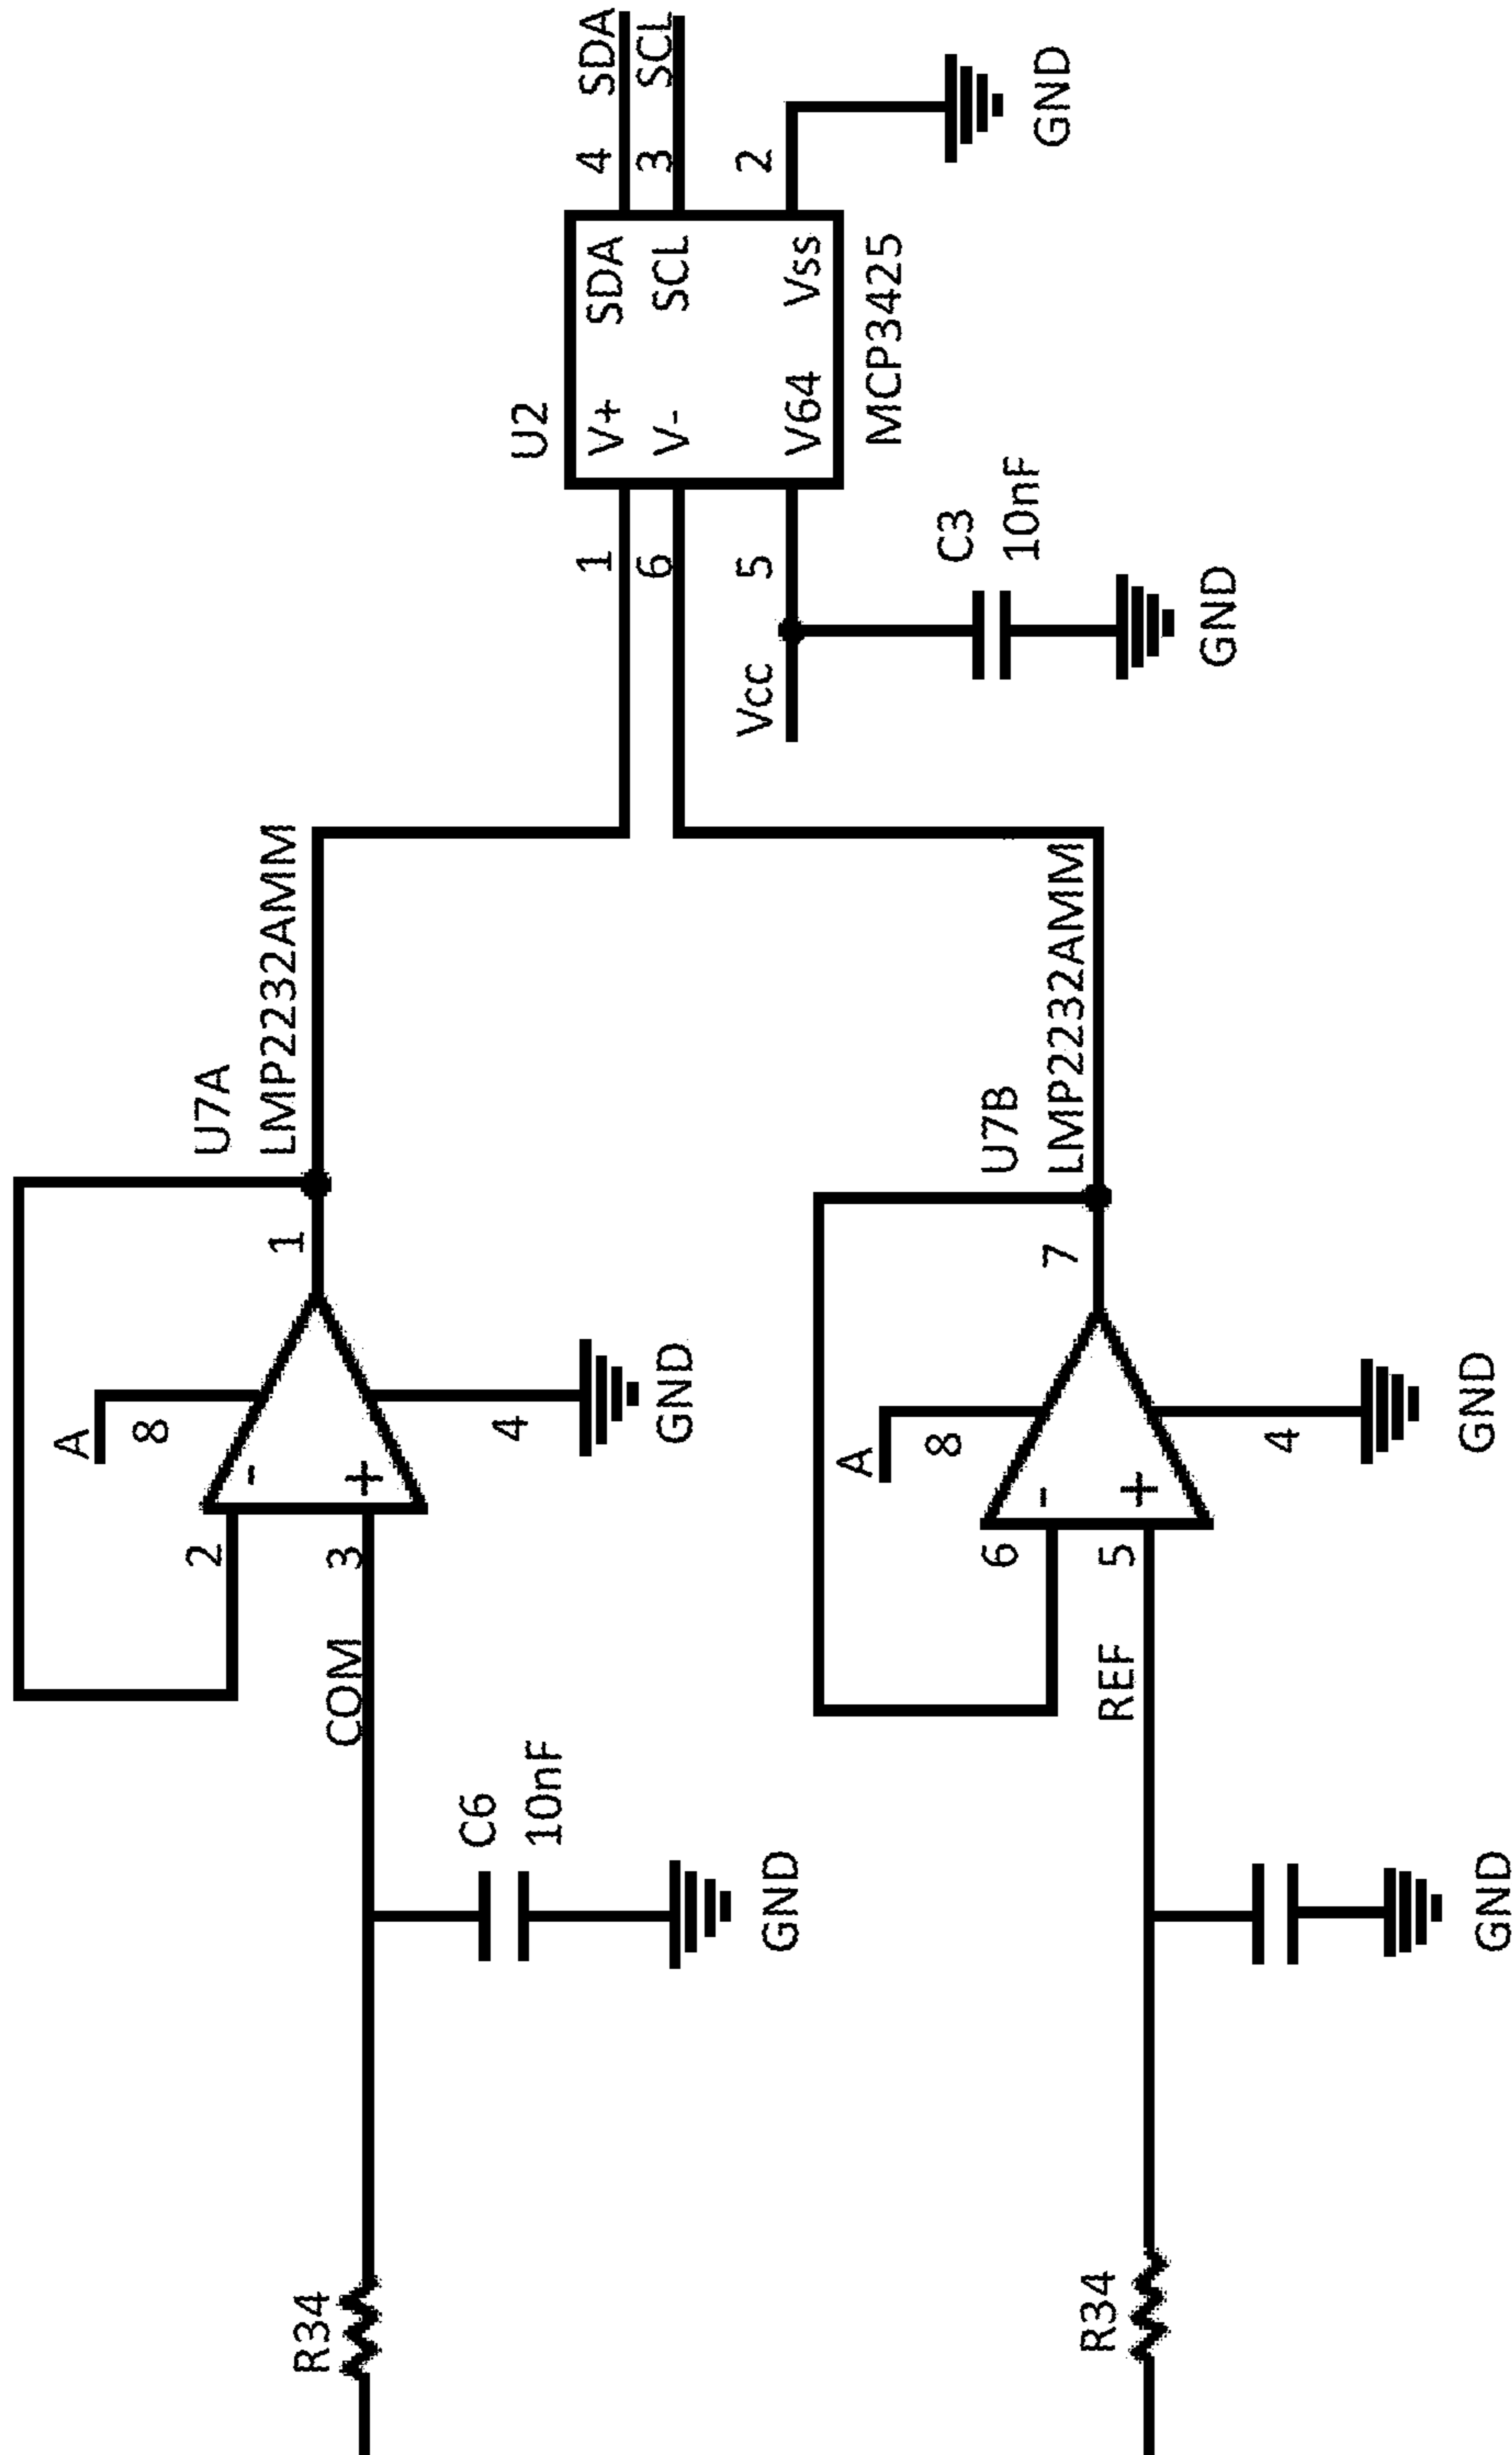 R34
C6
10nF
GND
COM
2
3
-
+
A
8
4
GND
1
U7A
LMP2232AMM
R34
GND
REF
6
5
-
+
A
8
4
GND
7
U7B
LMP2232AMM
Vcc
C3
10nF
GND
1
6
5
U2
V+ SDA
V- SCL
V64 Vss
MCP3425
4 SDA
3 SCL
2
GND